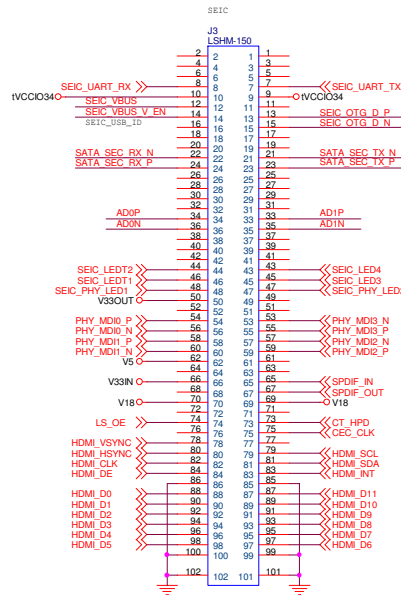 SEIC
J3
LSHM-150
2 2 1 1
4 4 3 3
6 6 5 5
SEIC_UART_RX 8 8 7 7 SEIC_UART_TX
tVCCIO34 10 10 9 9 tVCCIO34
SEIC_VBUS 12 12 11 11
SEIC_VBUS_V_EN 14 14 13 13 SEIC_OTG_D_P
SEIC_USB_ID 16 16 15 15 SEIC_OTG_D_N
18 18 17 17
20 20 19 19
SATA_SEC_RX_N 22 22 21 21 SATA_SEC_TX_N
SATA_SEC_RX_P 24 24 23 23 SATA_SEC_TX_P
26 26 25 25
28 28 27 27
30 30 29 29
32 32 31 31
AD0P 34 34 33 33 AD1P
AD0N 36 36 35 35 AD1N
38 38 37 37
40 40 39 39
42 42 41 41
SEIC_LEDT2 44 44 43 43 SEIC_LED4
SEIC_LEDT1 46 46 45 45 SEIC_LED3
SEIC_PHY_LED1 48 48 47 47 SEIC_PHY_LED2
V33OUT 50 50 49 49
52 52 51 51
PHY_MDI0_P 54 54 53 53 PHY_MDI3_N
PHY_MDI0_N 56 56 55 55 PHY_MDI3_P
PHY_MDI1_P 58 58 57 57 PHY_MDI2_N
PHY_MDI1_N 60 60 59 59 PHY_MDI2_P
V5 62 62 61 61
64 64 63 63
V33IN 66 66 65 65 SPDIF_IN
68 68 67 67 SPDIF_OUT
V18 70 70 69 69 V18
72 72 71 71
LS_OE 74 74 73 73 CT_HPD
76 76 75 75 CEC_CLK
HDMI_VSYNC 78 78 77 77
HDMI_HSYNC 80 80 79 79 HDMI_SCL
HDMI_CLK 82 82 81 81 HDMI_SDA
HDMI_DE 84 84 83 83 HDMI_INT
86 86 85 85
HDMI_D0 88 88 87 87 HDMI_D11
HDMI_D1 90 90 89 89 HDMI_D10
HDMI_D2 92 92 91 91 HDMI_D9
HDMI_D3 94 94 93 93 HDMI_D8
HDMI_D4 96 96 95 95 HDMI_D7
HDMI_D5 98 98 97 97 HDMI_D6
100 100 99 99
102 102 101 101